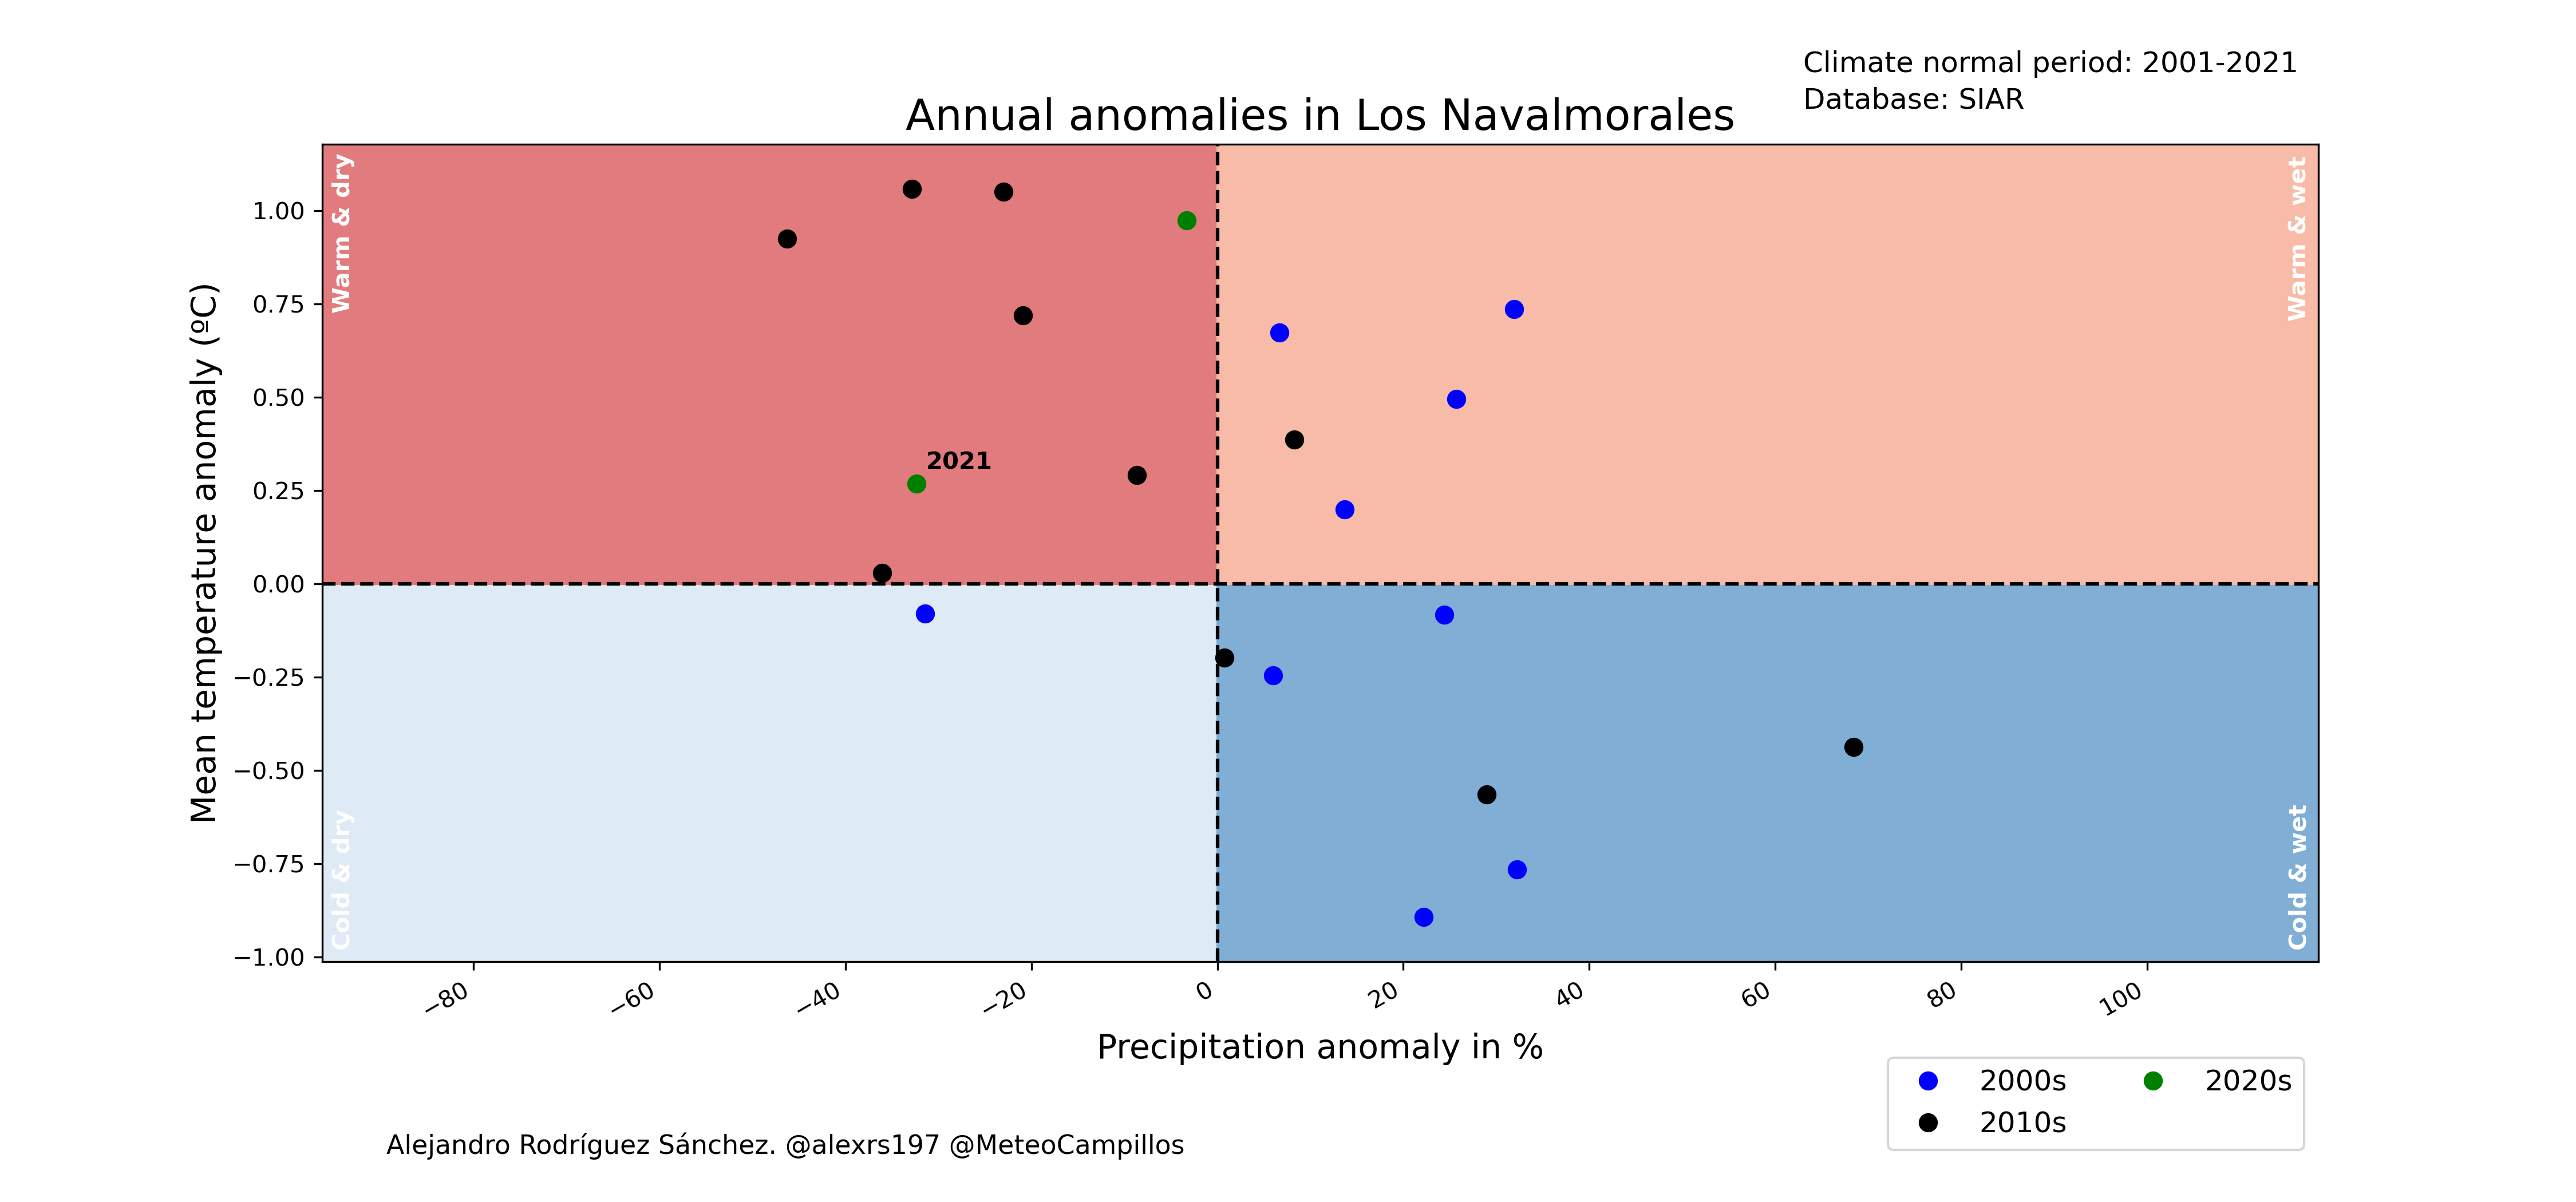 Climate normal period: 2001-2021
Database: SIAR
Annual anomalies in Los Navalmorales
Warm & dry
Warm & wet
Mean temperature anomaly (ºC)
1.00
0.75
0.50
0.25
0.00
−0.25
−0.50
−0.75
−1.00
2021
Cold & dry
Cold & wet
−80
−60
−40
−20
0
20
40
60
80
100
Precipitation anomaly in %
2000s
2010s
2020s
Alejandro Rodríguez Sánchez. @alexrs197 @MeteoCampillos